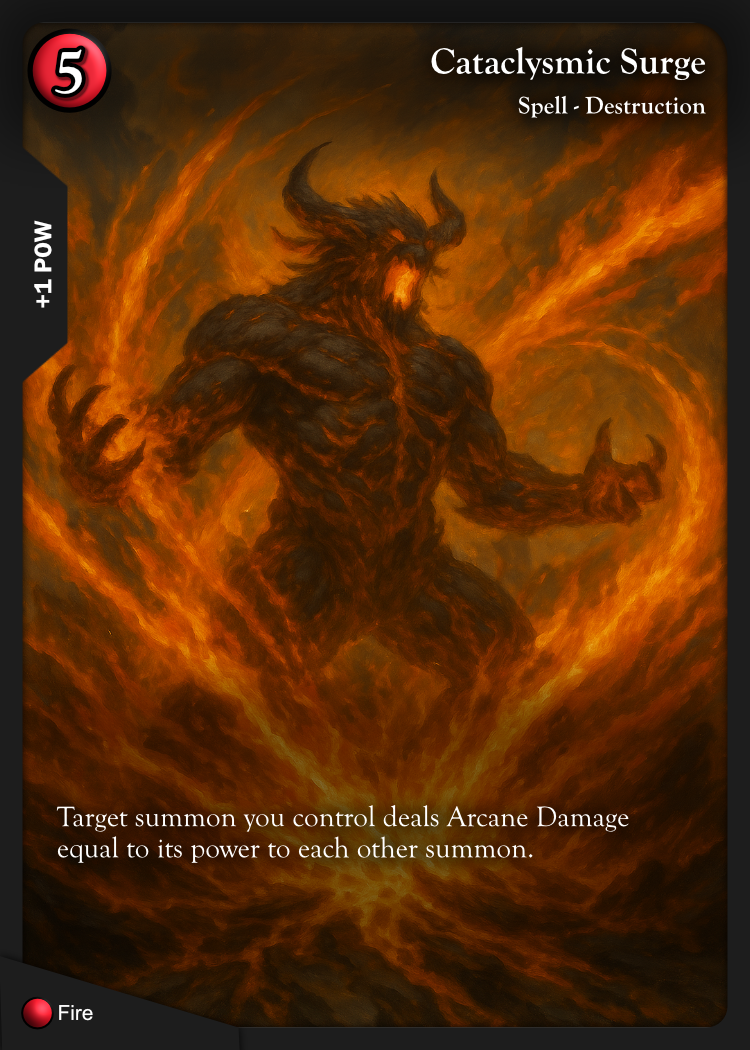 5
Cataclysmic Surge
Spell - Destruction
+1 POW
Target summon you control deals Arcane Damage
equal to its power to each other summon.
Fire